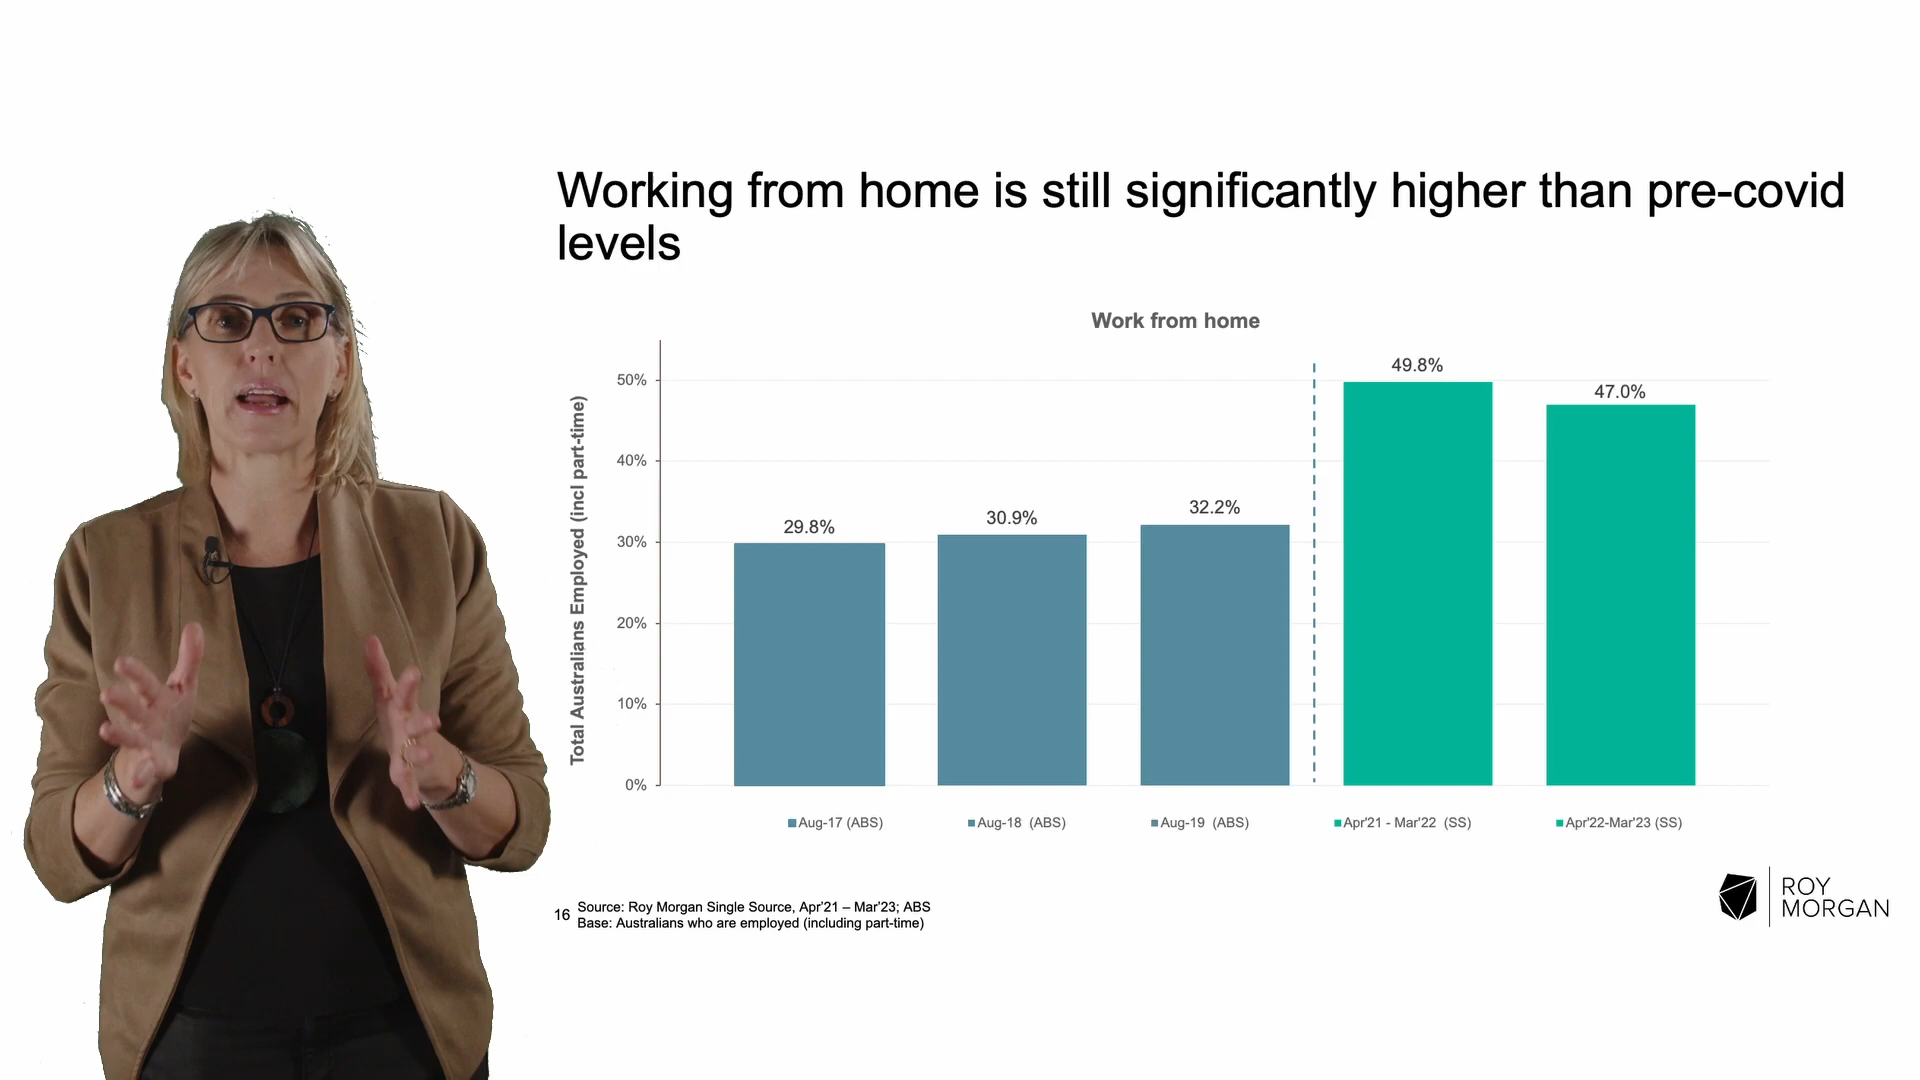 Working from home is still significantly higher than pre-covid
levels
Work from home
Total Australians Employed (incl part-time)
50%
40%
30%
20%
10%
0%
29.8%
30.9%
32.2%
49.8%
47.0%
Aug-17 (ABS)
Aug-18 (ABS)
Aug-19 (ABS)
Apr'21 - Mar'22 (SS)
Apr'22-Mar'23 (SS)
16
Source: Roy Morgan Single Source, Apr'21 – Mar'23; ABS
Base: Australians who are employed (including part-time)
ROY
MORGAN